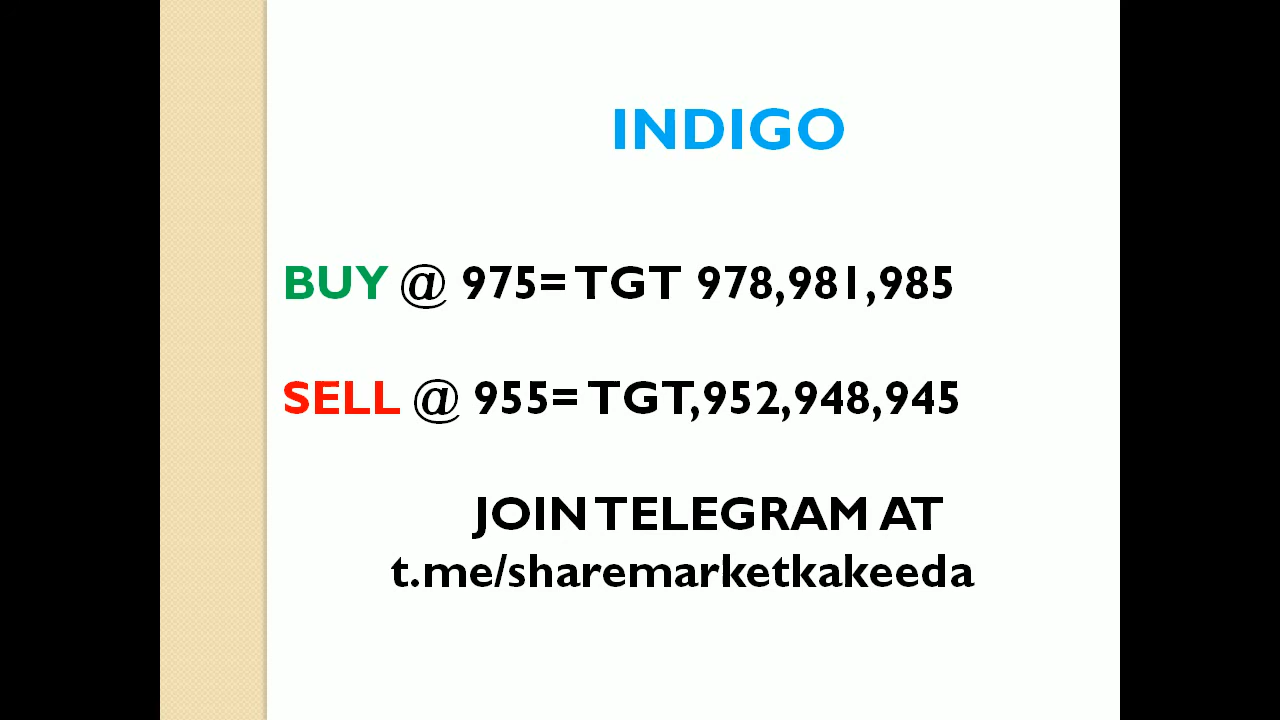 INDIGO
BUY @ 975= TGT 978,981,985
SELL @ 955= TGT,952,948,945
JOIN TELEGRAM AT
t.me/sharemarketkakeeda